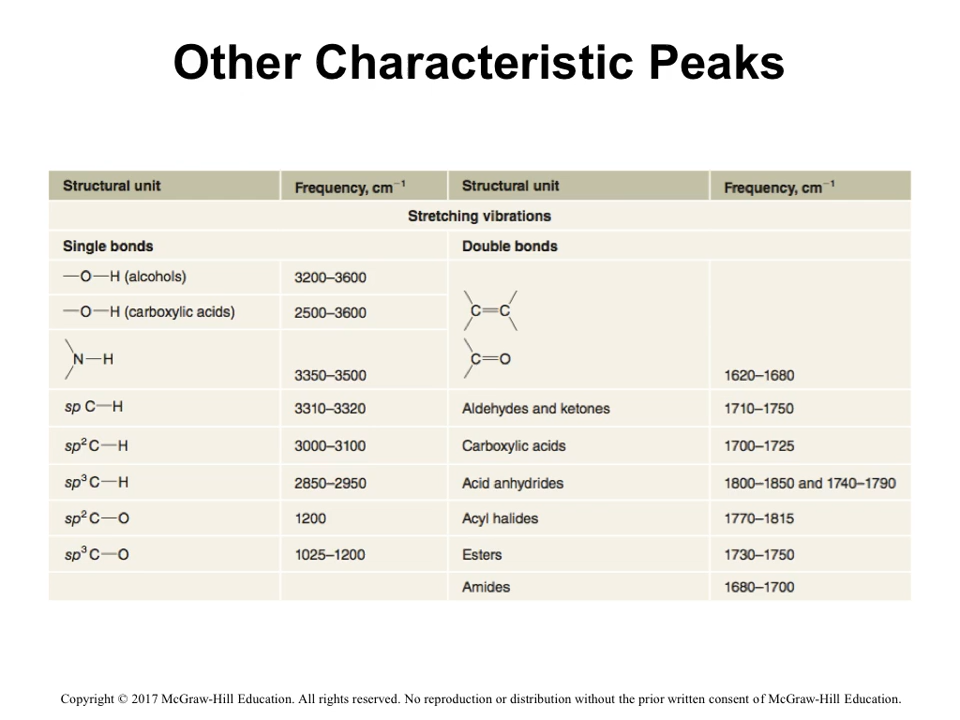 Other Characteristic Peaks
Structural unit Frequency, cm⁻¹ Structural unit Frequency, cm⁻¹
Stretching vibrations
Single bonds Double bonds
—O—H (alcohols) 3200–3600
—O—H (carboxylic acids) 2500–3600 C=C
N—H C=O
3350–3500 1620–1680
sp C—H 3310–3320 Aldehydes and ketones 1710–1750
sp² C—H 3000–3100 Carboxylic acids 1700–1725
sp³ C—H 2850–2950 Acid anhydrides 1800–1850 and 1740–1790
sp² C—O 1200 Acyl halides 1770–1815
sp³ C—O 1025–1200 Esters 1730–1750
Amides 1680–1700
Copyright © 2017 McGraw-Hill Education. All rights reserved. No reproduction or distribution without the prior written consent of McGraw-Hill Education.